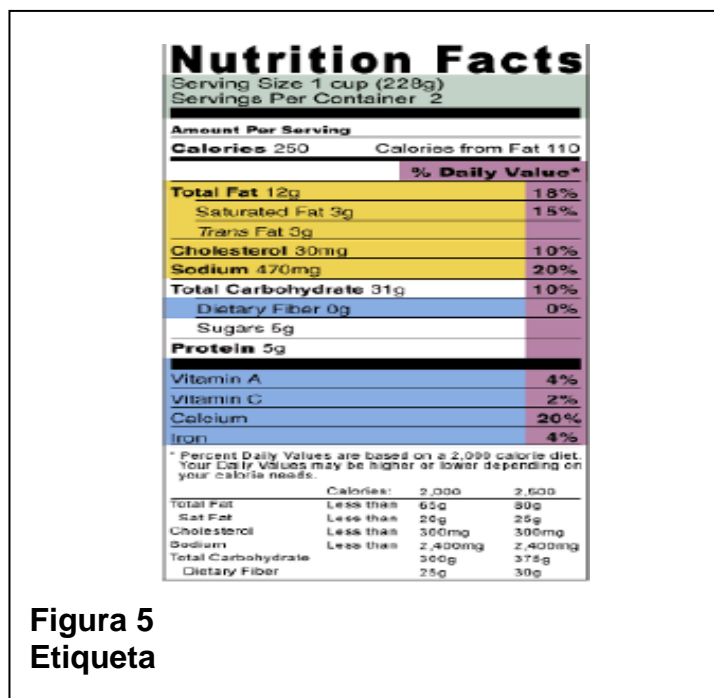 Nutrition Facts
Serving Size 1 cup (228g)
Servings Per Container 2
Amount Per Serving
Calories 250 Calories from Fat 110
% Daily Value*
Total Fat 12g 18%
Saturated Fat 3g 15%
Trans Fat 3g
Cholesterol 30mg 10%
Sodium 470mg 20%
Total Carbohydrate 31g 10%
Dietary Fiber 0g 0%
Sugars 5g
Protein 5g
Vitamin A 4%
Vitamin C 2%
Calcium 20%
Iron 4%
* Percent Daily Values are based on a 2,000 calorie diet.
Your Daily Values may be higher or lower depending on
your calorie needs.
Calories: 2,000 2,500
Total Fat Less than 65g 80g
Sat Fat Less than 20g 25g
Cholesterol Less than 300mg 300mg
Sodium Less than 2,400mg 2,400mg
Total Carbohydrate 300g 375g
Dietary Fiber 25g 30g
Figura 5
Etiqueta